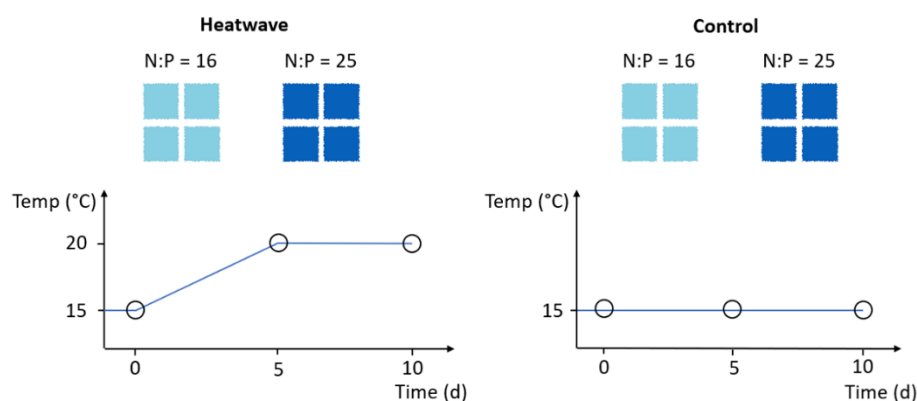 Heatwave
N:P = 16
N:P = 25
Temp (°C)
20
15
0
5
10
Time (d)
Control
N:P = 16
N:P = 25
Temp (°C)
15
0
5
10
Time (d)